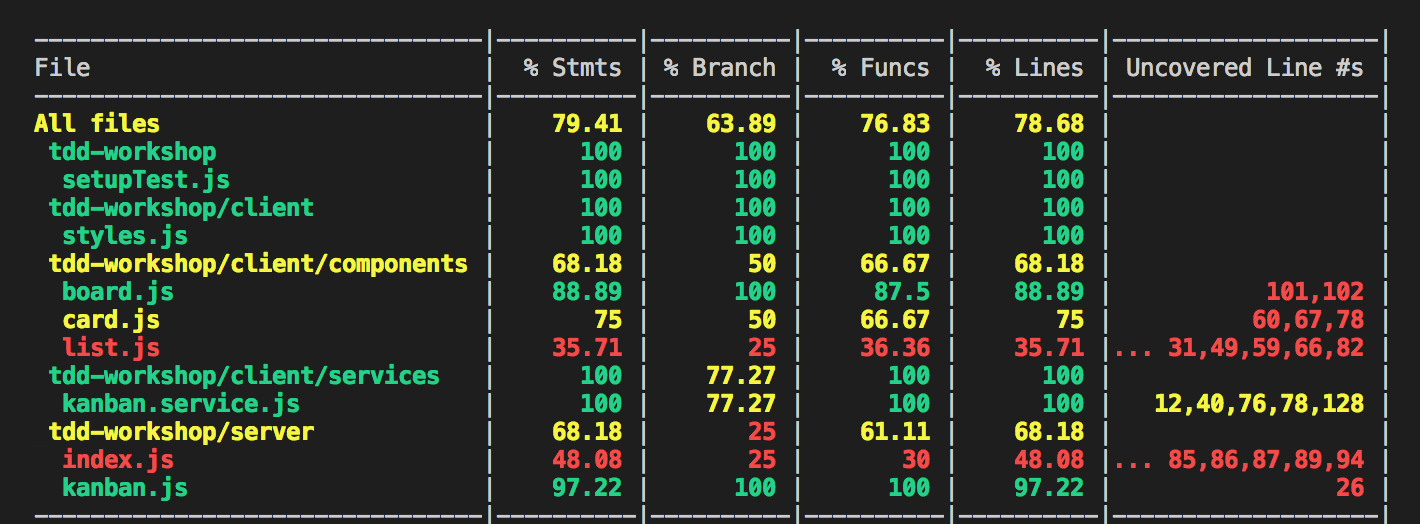 File | % Stmts | % Branch | % Funcs | % Lines | Uncovered Line #s |
All files | 79.41 | 63.89 | 76.83 | 78.68 | |
tdd-workshop | 100 | 100 | 100 | 100 | |
setupTest.js | 100 | 100 | 100 | 100 | |
tdd-workshop/client | 100 | 100 | 100 | 100 | |
styles.js | 100 | 100 | 100 | 100 | |
tdd-workshop/client/components | 68.18 | 50 | 66.67 | 68.18 | |
board.js | 88.89 | 100 | 87.5 | 88.89 | 101,102 |
card.js | 75 | 50 | 66.67 | 75 | 60,67,78 |
list.js | 35.71 | 25 | 36.36 | 35.71 |... 31,49,59,66,82 |
tdd-workshop/client/services | 100 | 77.27 | 100 | 100 | |
kanban.service.js | 100 | 77.27 | 100 | 100 | 12,40,76,78,128 |
tdd-workshop/server | 68.18 | 25 | 61.11 | 68.18 | |
index.js | 48.08 | 25 | 30 | 48.08 |... 85,86,87,89,94 |
kanban.js | 97.22 | 100 | 100 | 97.22 | 26 |